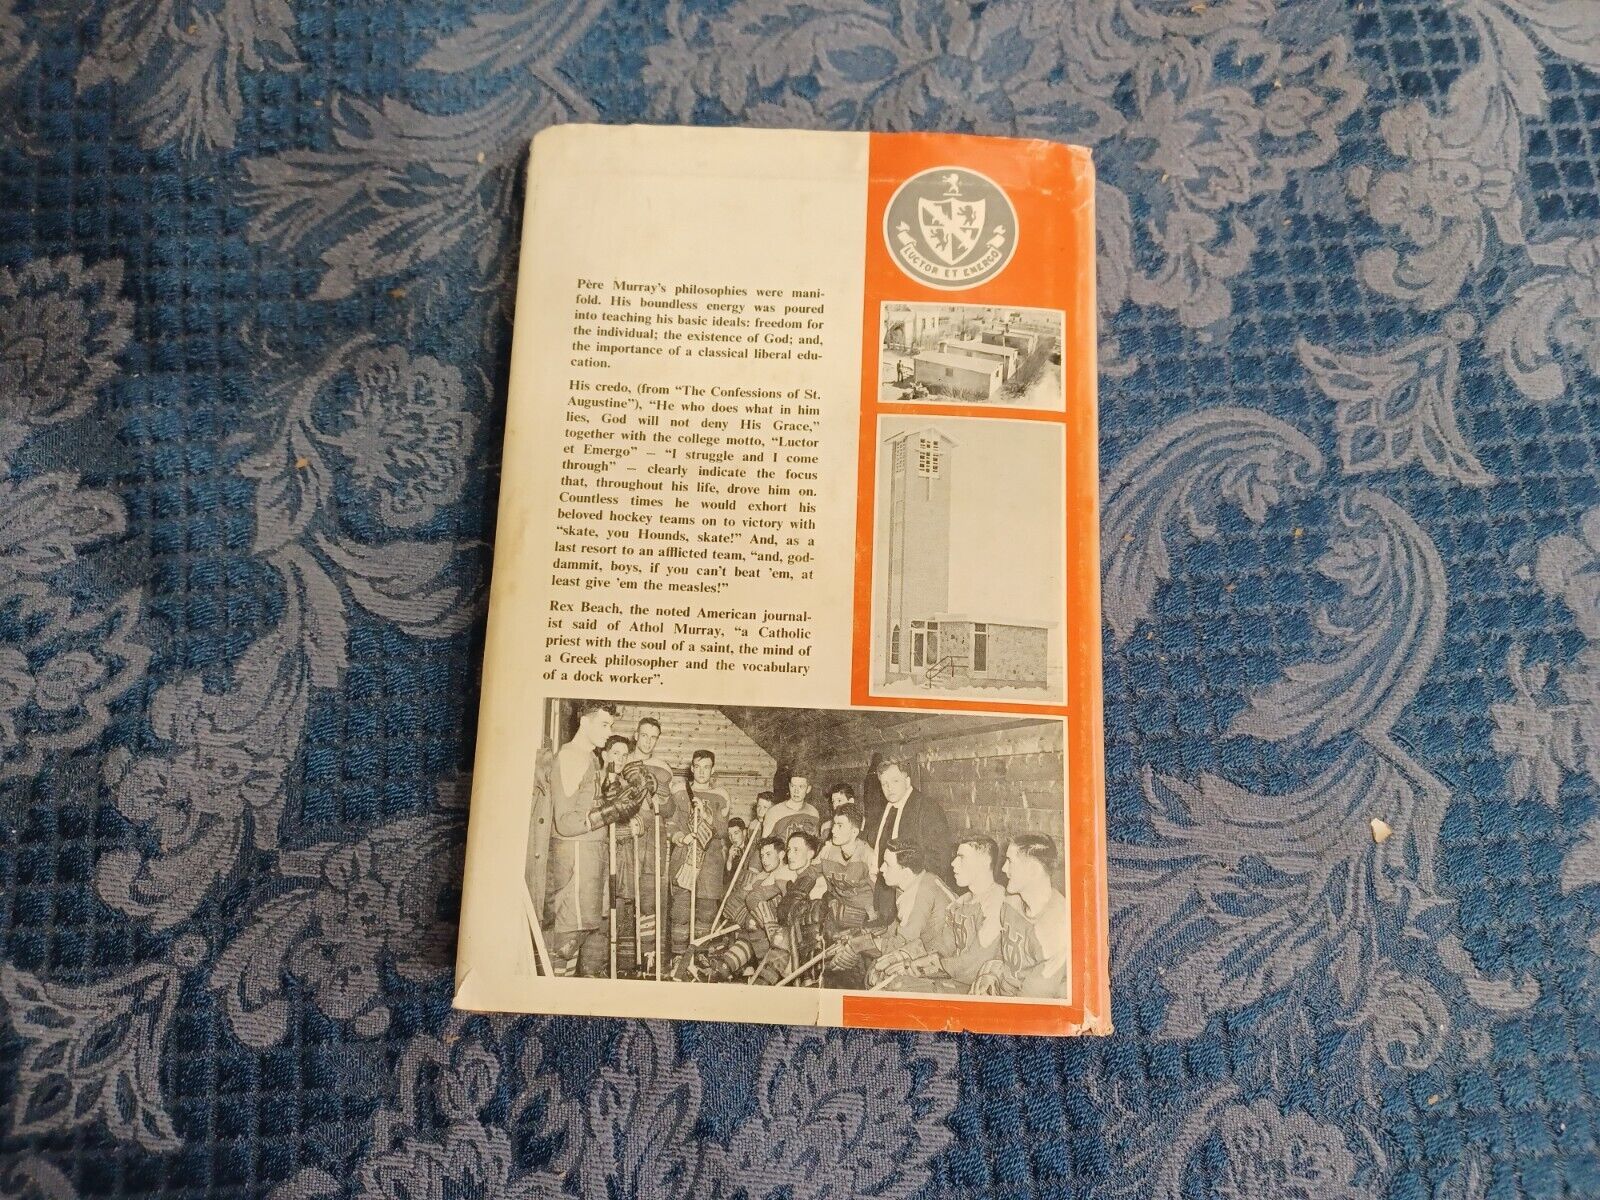 Père Murray's philosophies were mani-
fold. His boundless energy was poured
into teaching his basic ideals: freedom for
the individual; the existence of God; and,
the importance of a classical liberal edu-
cation.
His credo, (from "The Confessions of St.
Augustine"), "He who does what in him
lies, God will not deny His Grace,"
together with the college motto, "Luctor
et Emergo" – "I struggle and I come
through" – clearly indicate the focus
that, throughout his life, drove him on.
Countless times he would exhort his
beloved hockey teams on to victory with
"skate, you Hounds, skate!" And, as a
last resort to an afflicted team, "and, god-
dammit, boys, if you can't beat 'em, at
least give 'em the measles!"
Rex Beach, the noted American journal-
ist said of Athol Murray, "a Catholic
priest with the soul of a saint, the mind of
a Greek philosopher and the vocabulary
of a dock worker".
LUCTOR ET EMERGO